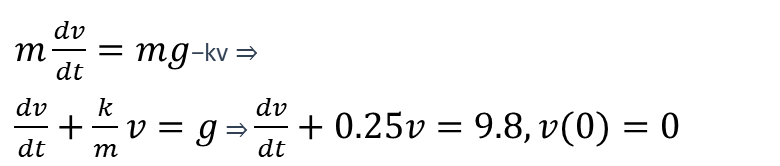 m dv/dt = mg–kv ⇒
dv/dt + k/m v = g ⇒ dv/dt + 0.25v = 9.8, v(0) = 0